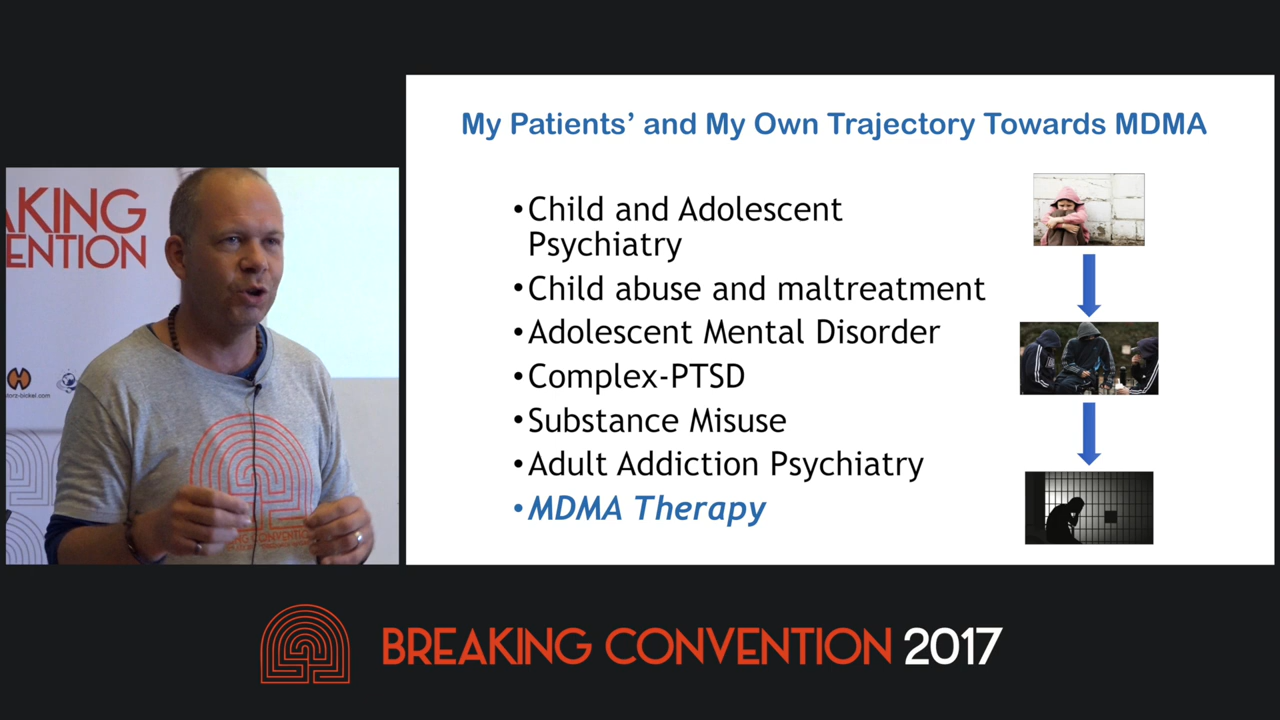 My Patients’ and My Own Trajectory Towards MDMA
•Child and Adolescent
Psychiatry
•Child abuse and maltreatment
•Adolescent Mental Disorder
•Complex-PTSD
•Substance Misuse
•Adult Addiction Psychiatry
•MDMA Therapy
AKING
ENTION
BREAKING CONVENTION 2017